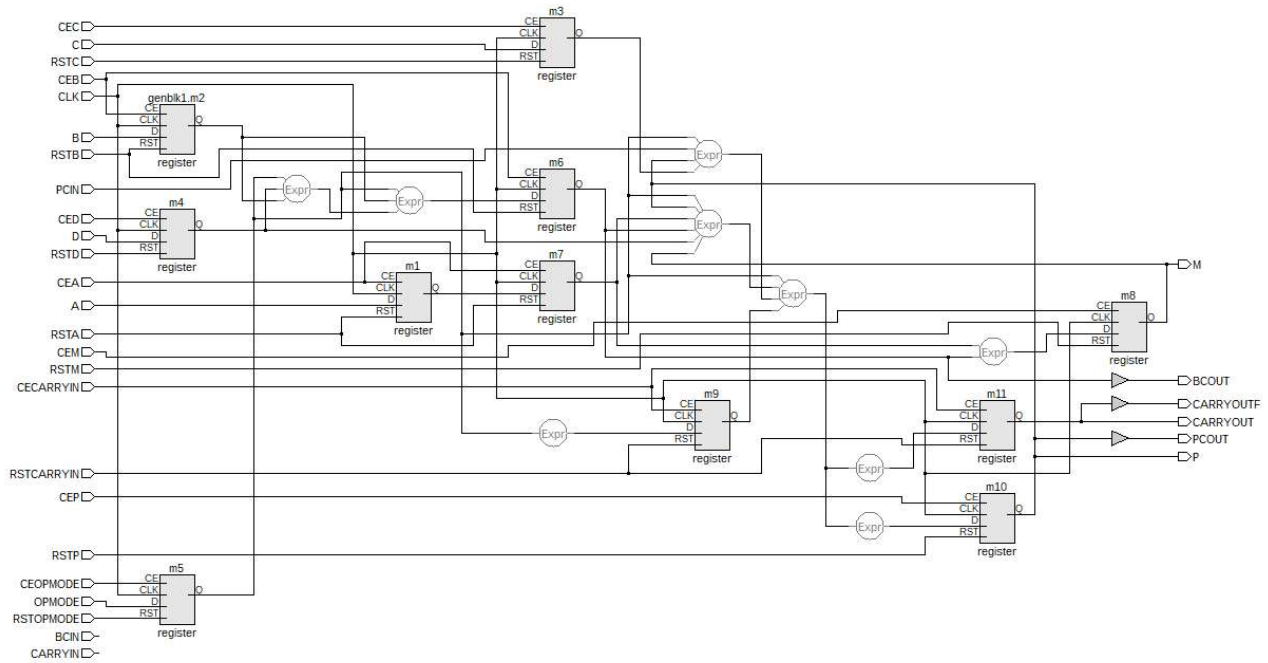 m3
CEC
CE
CLK
Q
C
D
RSTC
RST
register
CEB
CLK
genblk1.m2
CE
CLK
Q
D
B
RST
RSTB
register
Expr
m6
CE
CLK
Q
D
RST
register
PCIN
Expr
Expr
m4
CED
CE
CLK
Q
D
D
RSTD
RST
register
Expr
m7
CE
CLK
Q
D
RST
register
M
m1
CEA
CE
CLK
Q
A
D
RST
register
Expr
m8
CE
CLK
Q
D
RST
register
RSTA
CEM
RSTM
Expr
CECARRYIN
BCOUT
m9
CE
CLK
Q
D
RST
register
Expr
m11
CE
CLK
Q
D
RST
register
CARRYOUTF
CARRYOUT
PCOUT
P
RSTCARRYIN
Expr
m10
CEP
CE
CLK
Q
D
RST
register
Expr
RSTP
m5
CEOPMODE
CE
CLK
Q
OPMODE
D
RSTOPMODE
RST
register
BCIN
CARRYIN